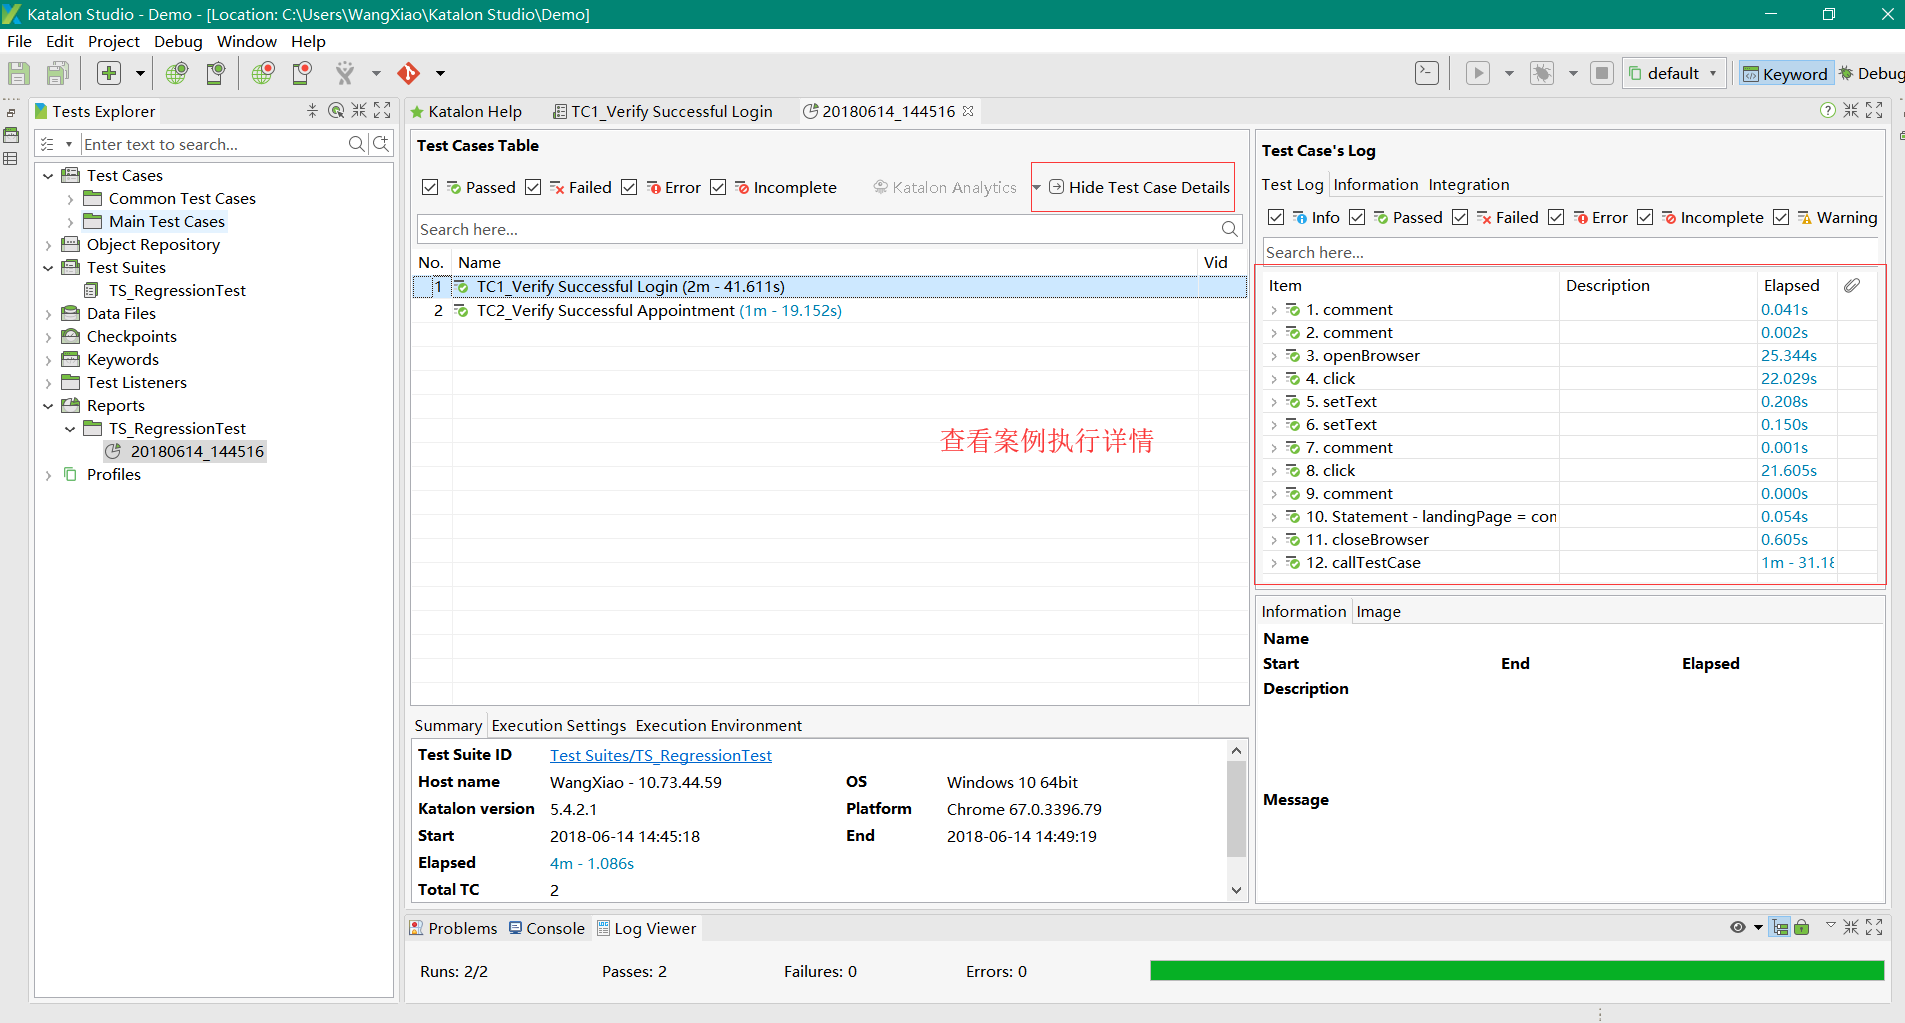 Katalon Studio - Demo - [Location: C:\Users\WangXiao\Katalon Studio\Demo]
File Edit Project Debug Window Help
default Keyword Debug
Tests Explorer
Enter text to search...
Test Cases
Common Test Cases
Main Test Cases
Object Repository
Test Suites
TS_RegressionTest
Data Files
Checkpoints
Keywords
Test Listeners
Reports
TS_RegressionTest
20180614_144516
Profiles
Katalon Help TC1_Verify Successful Login 20180614_144516
Test Cases Table
Passed Failed Error Incomplete Katalon Analytics Hide Test Case Details
Search here...
No. Name Vid
1 TC1_Verify Successful Login (2m - 41.611s)
2 TC2_Verify Successful Appointment (1m - 19.152s)
查看案例执行详情
Summary Execution Settings Execution Environment
Test Suite ID Test Suites/TS_RegressionTest
Host name WangXiao - 10.73.44.59 OS Windows 10 64bit
Katalon version 5.4.2.1 Platform Chrome 67.0.3396.79
Start 2018-06-14 14:45:18 End 2018-06-14 14:49:19
Elapsed 4m - 1.086s
Total TC 2
Test Case's Log
Test Log Information Integration
Info Passed Failed Error Incomplete Warning
Search here...
Item Description Elapsed
1. comment 0.041s
2. comment 0.002s
3. openBrowser 25.344s
4. click 22.029s
5. setText 0.208s
6. setText 0.150s
7. comment 0.001s
8. click 21.605s
9. comment 0.000s
10. Statement - landingPage = con 0.054s
11. closeBrowser 0.605s
12. callTestCase 1m - 31.18
Information Image
Name
Start End Elapsed
Description
Message
Problems Console Log Viewer
Runs: 2/2 Passes: 2 Failures: 0 Errors: 0